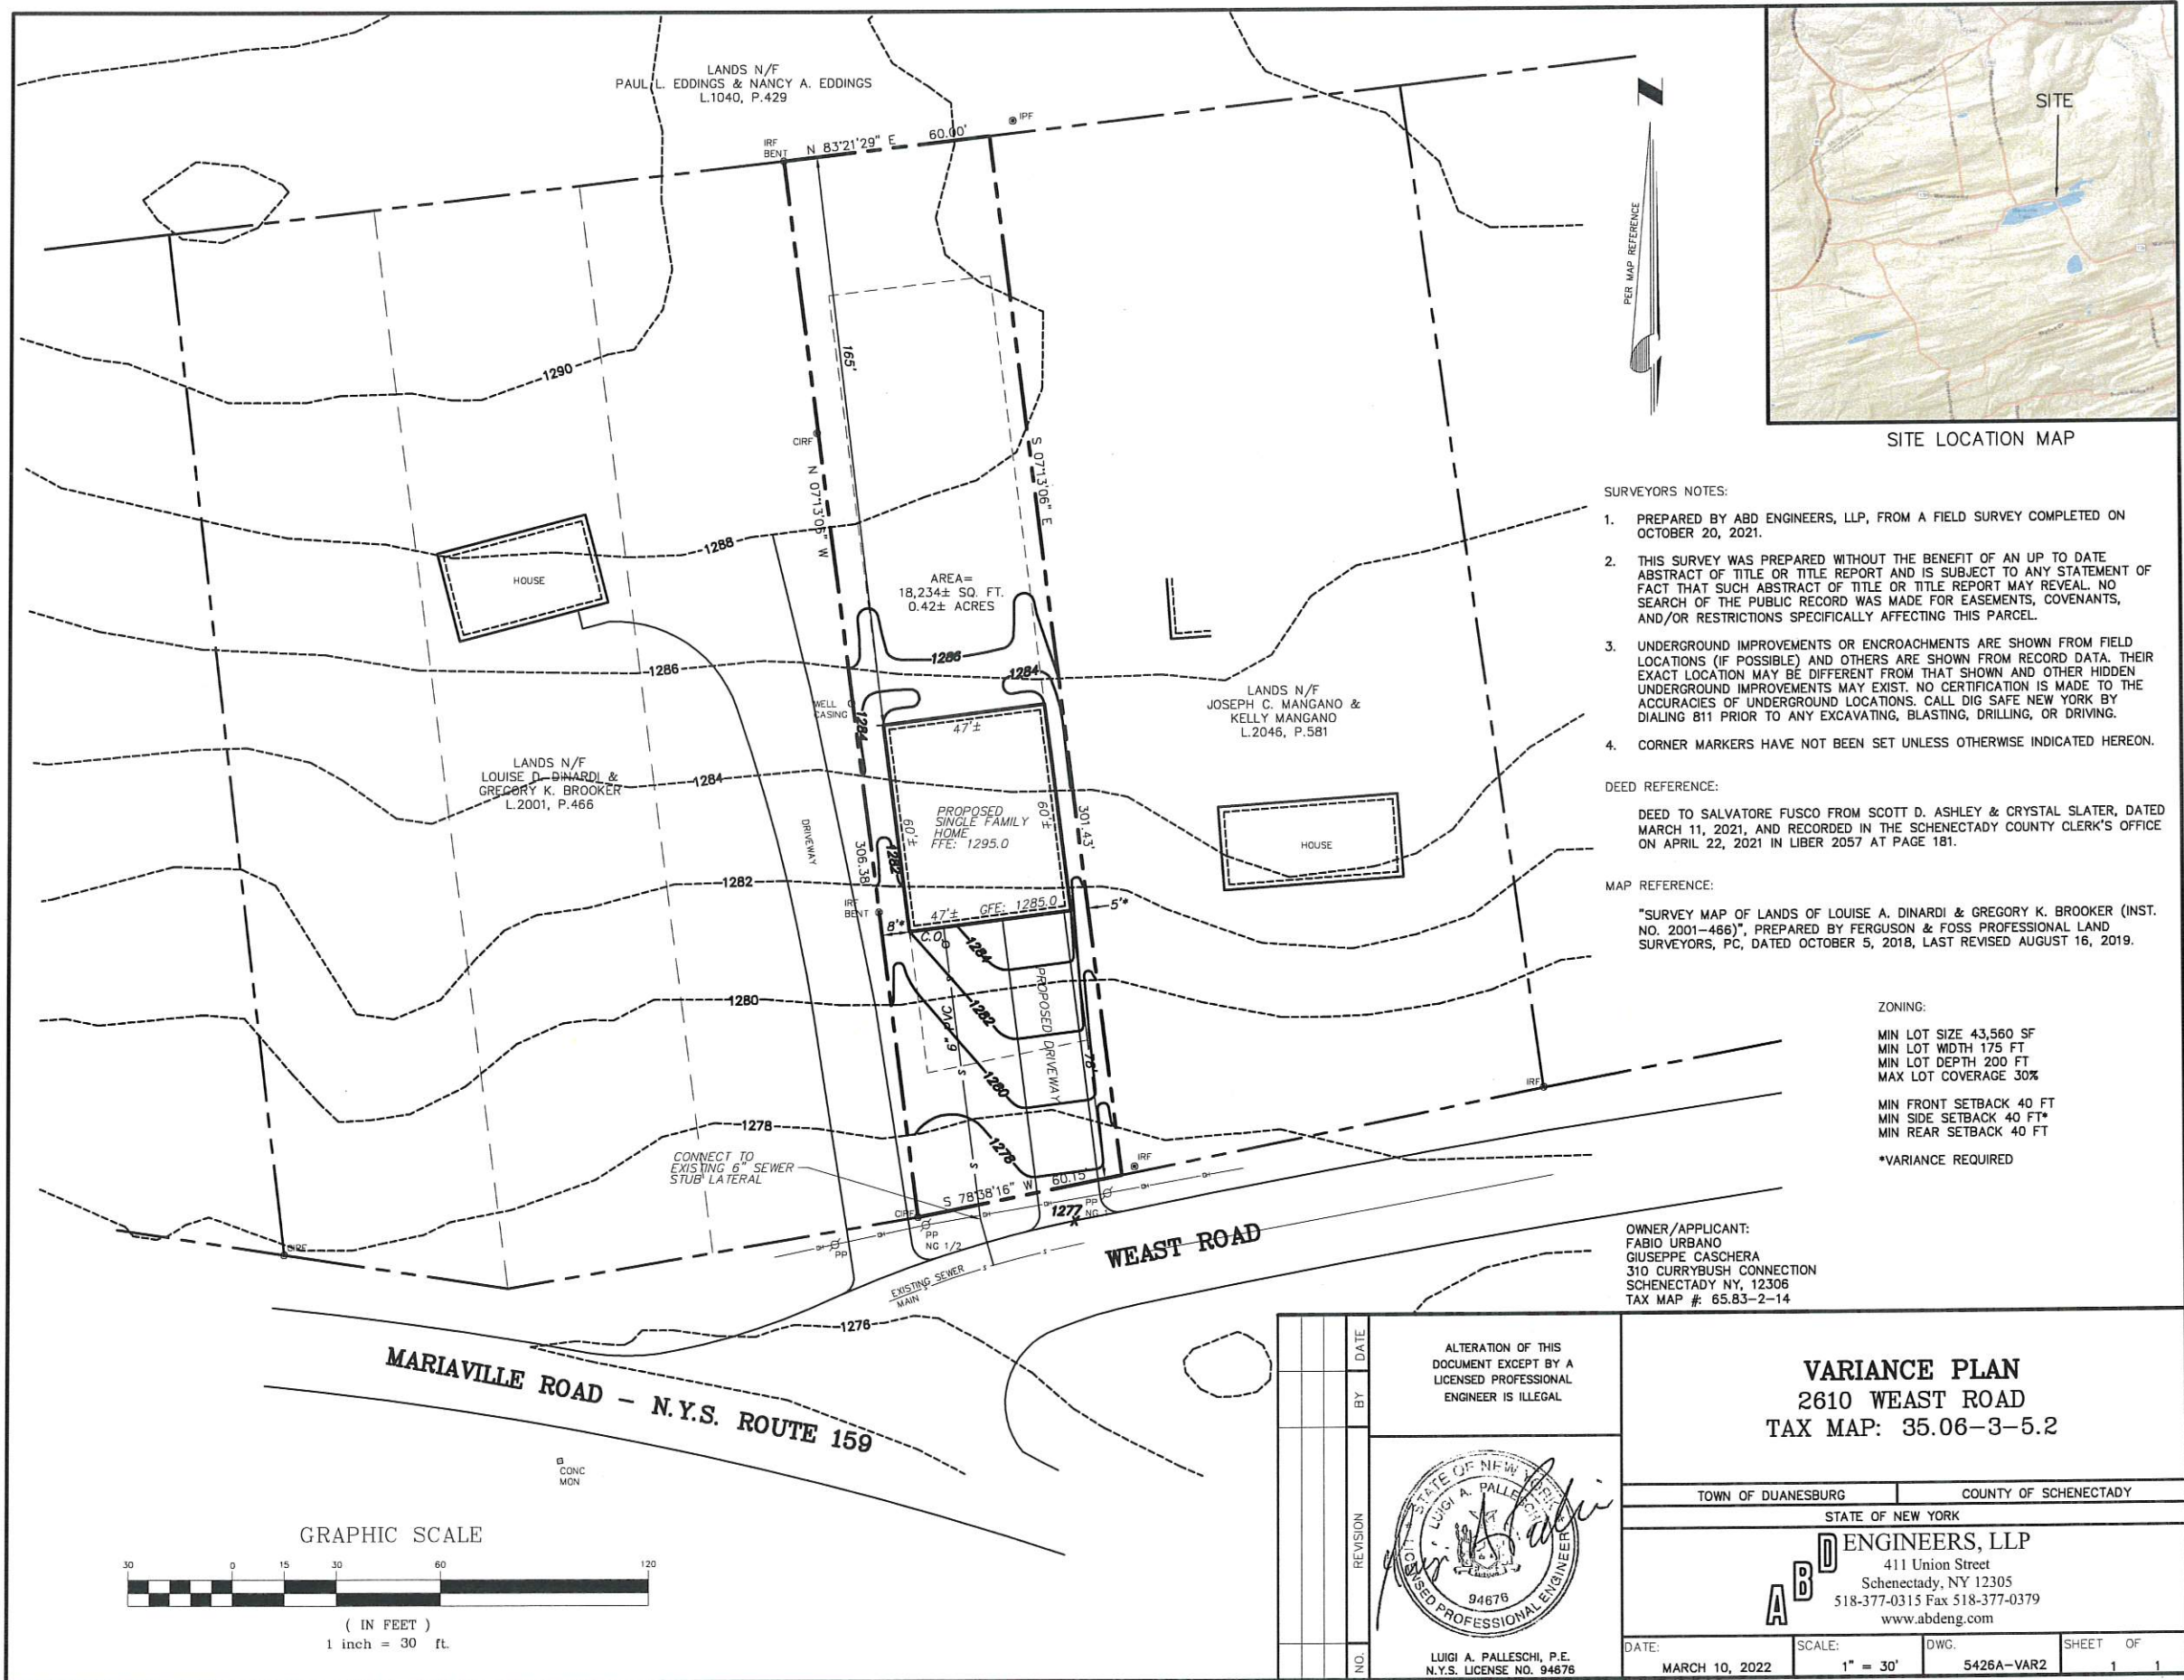 LANDS N/F
PAUL L. EDDINGS & NANCY A. EDDINGS
L.1040, P.429
IRF
BENT
N 83°21'29" E
60.00'
IPF
165'
1290
CIRF
N 07°13'06" W
S 07°13'06" E
1288
HOUSE
AREA=
18,234± SQ. FT.
0.42± ACRES
1286
1286
1284
WELL
CASING
1284
47'±
LANDS N/F
JOSEPH C. MANGANO &
KELLY MANGANO
L.2046, P.581
LANDS N/F
LOUISE D. DINARDI &
GREGORY K. BROOKER
L.2001, P.466
1284
DRIVEWAY
PROPOSED
SINGLE FAMILY
HOME
FFE: 1295.0
60'±
60'±
301.43'
306.38'
1282
HOUSE
1282
IRF
BENT
47'±
GFE: 1285.0
5'*
8'*
C.O.
1284
1282
6" PVC
S
S
S
PROPOSED DRIVEWAY
78'
1280
1280
1278
1278
CONNECT TO
EXISTING 6" SEWER
STUB LATERAL
S 78°38'16" W
60.15'
IRF
IRF
CIRF
CIRF
PP
NG 1/2
PP
PP
NG
1277
EXISTING SEWER
MAIN
S
S
WEAST ROAD
1276
MARIAVILLE ROAD - N.Y.S. ROUTE 159
CONC
MON
GRAPHIC SCALE
30 0 15 30 60 120
( IN FEET )
1 inch = 30 ft.
PER MAP REFERENCE
SITE
SITE LOCATION MAP
SURVEYORS NOTES:
1. PREPARED BY ABD ENGINEERS, LLP, FROM A FIELD SURVEY COMPLETED ON
OCTOBER 20, 2021.
2. THIS SURVEY WAS PREPARED WITHOUT THE BENEFIT OF AN UP TO DATE
ABSTRACT OF TITLE OR TITLE REPORT AND IS SUBJECT TO ANY STATEMENT OF
FACT THAT SUCH ABSTRACT OF TITLE OR TITLE REPORT MAY REVEAL. NO
SEARCH OF THE PUBLIC RECORD WAS MADE FOR EASEMENTS, COVENANTS,
AND/OR RESTRICTIONS SPECIFICALLY AFFECTING THIS PARCEL.
3. UNDERGROUND IMPROVEMENTS OR ENCROACHMENTS ARE SHOWN FROM FIELD
LOCATIONS (IF POSSIBLE) AND OTHERS ARE SHOWN FROM RECORD DATA. THEIR
EXACT LOCATION MAY BE DIFFERENT FROM THAT SHOWN AND OTHER HIDDEN
UNDERGROUND IMPROVEMENTS MAY EXIST. NO CERTIFICATION IS MADE TO THE
ACCURACIES OF UNDERGROUND LOCATIONS. CALL DIG SAFE NEW YORK BY
DIALING 811 PRIOR TO ANY EXCAVATING, BLASTING, DRILLING, OR DRIVING.
4. CORNER MARKERS HAVE NOT BEEN SET UNLESS OTHERWISE INDICATED HEREON.
DEED REFERENCE:
DEED TO SALVATORE FUSCO FROM SCOTT D. ASHLEY & CRYSTAL SLATER, DATED
MARCH 11, 2021, AND RECORDED IN THE SCHENECTADY COUNTY CLERK'S OFFICE
ON APRIL 22, 2021 IN LIBER 2057 AT PAGE 181.
MAP REFERENCE:
"SURVEY MAP OF LANDS OF LOUISE A. DINARDI & GREGORY K. BROOKER (INST.
NO. 2001-466)", PREPARED BY FERGUSON & FOSS PROFESSIONAL LAND
SURVEYORS, PC, DATED OCTOBER 5, 2018, LAST REVISED AUGUST 16, 2019.
ZONING:
MIN LOT SIZE 43,560 SF
MIN LOT WIDTH 175 FT
MIN LOT DEPTH 200 FT
MAX LOT COVERAGE 30%
MIN FRONT SETBACK 40 FT
MIN SIDE SETBACK 40 FT*
MIN REAR SETBACK 40 FT
*VARIANCE REQUIRED
OWNER/APPLICANT:
FABIO URBANO
GIUSEPPE CASCHERA
310 CURRYBUSH CONNECTION
SCHENECTADY NY, 12306
TAX MAP #: 65.83-2-14
NO. REVISION BY DATE
ALTERATION OF THIS
DOCUMENT EXCEPT BY A
LICENSED PROFESSIONAL
ENGINEER IS ILLEGAL
STATE OF NEW YORK
LUIGI A. PALLESCHI
94676
LICENSED PROFESSIONAL ENGINEER
LUIGI A. PALLESCHI, P.E.
N.Y.S. LICENSE NO. 94676
VARIANCE PLAN
2610 WEAST ROAD
TAX MAP: 35.06-3-5.2
TOWN OF DUANESBURG COUNTY OF SCHENECTADY
STATE OF NEW YORK
ABD ENGINEERS, LLP
411 Union Street
Schenectady, NY 12305
518-377-0315 Fax 518-377-0379
www.abdeng.com
DATE: SCALE: DWG. SHEET OF
MARCH 10, 2022 1" = 30' 5426A-VAR2 1 1